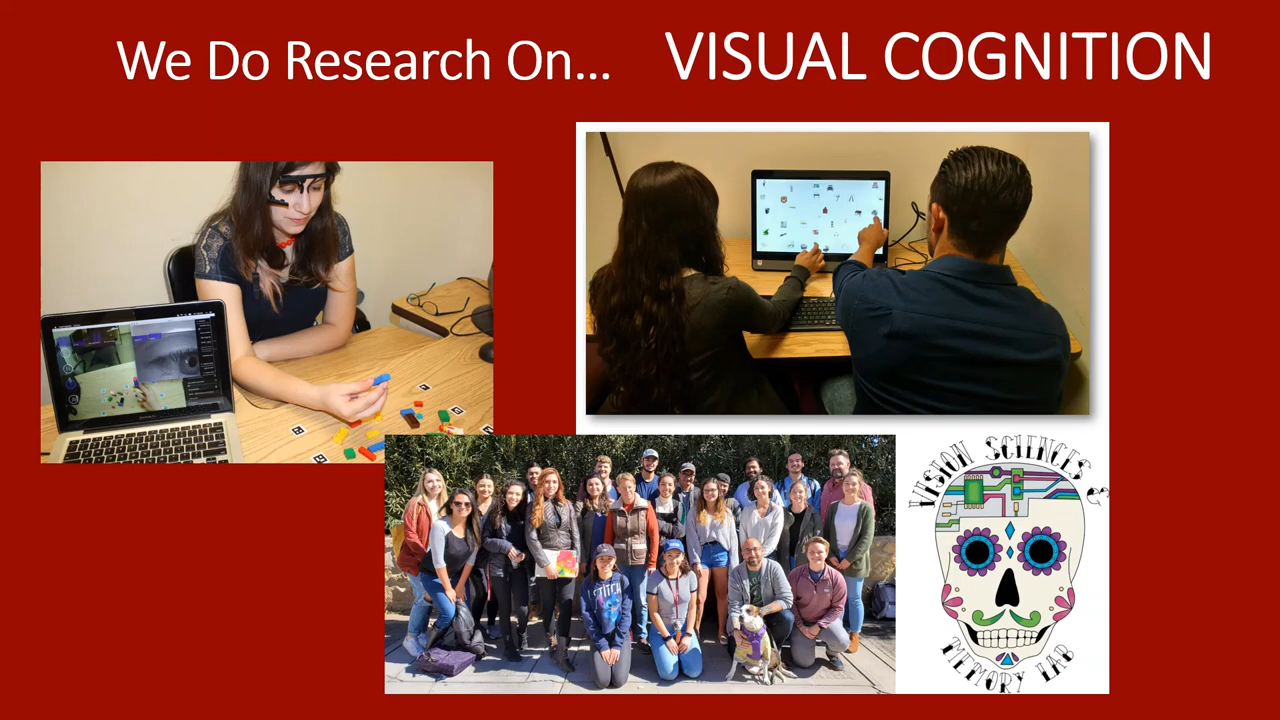 We Do Research On... VISUAL COGNITION
VISION SCIENCES &
MEMORY LAB